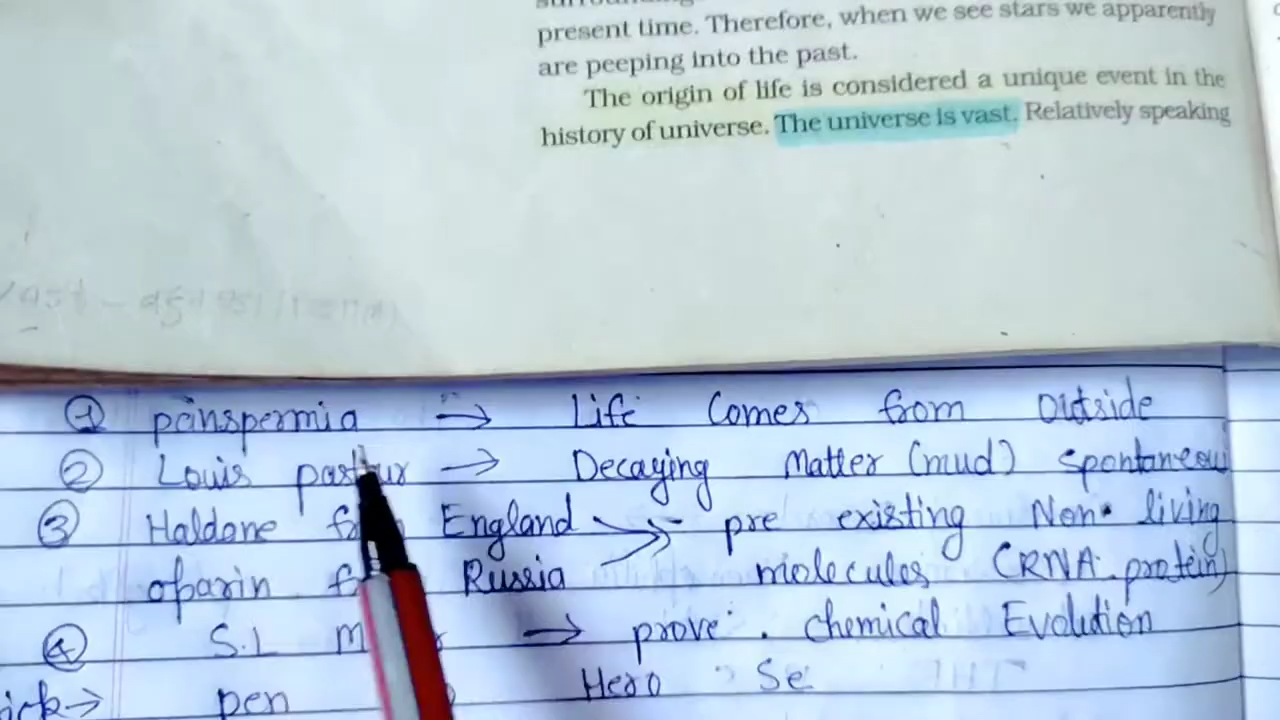 present time. Therefore, when we see stars we apparently
are peeping into the past.
The origin of life is considered a unique event in the
history of universe. The universe is vast. Relatively speaking
1 panspermia → Life Comes from Outside
2 Louis → Decaying Matter (mud) Spontaneou
3 Haldane England pre existing Non living
oparin Russia molecules (RNA. protein)
4 S.L → prove. chemical Evolution
pen Hero Se